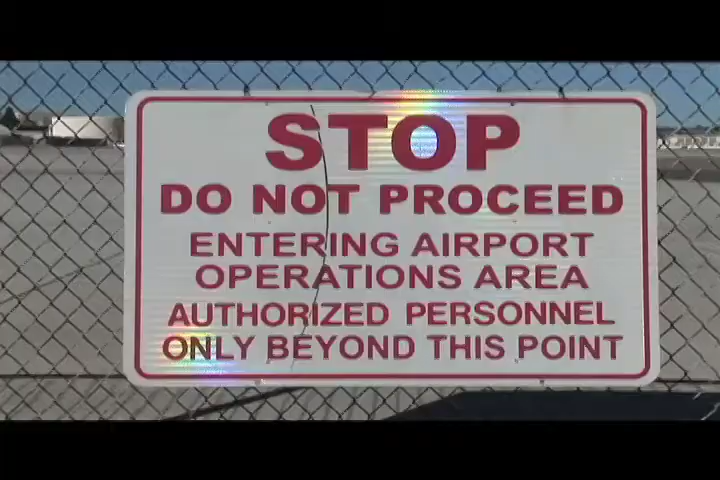 STOP
DO NOT PROCEED
ENTERING AIRPORT
OPERATIONS AREA
AUTHORIZED PERSONNEL
ONLY BEYOND THIS POINT